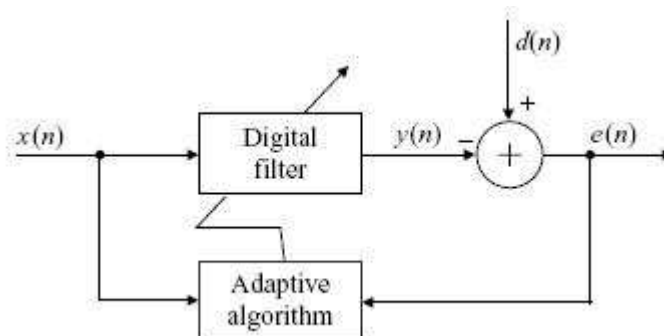 d(n)
+
x(n)
Digital
filter
y(n)
−
+
e(n)
Adaptive
algorithm